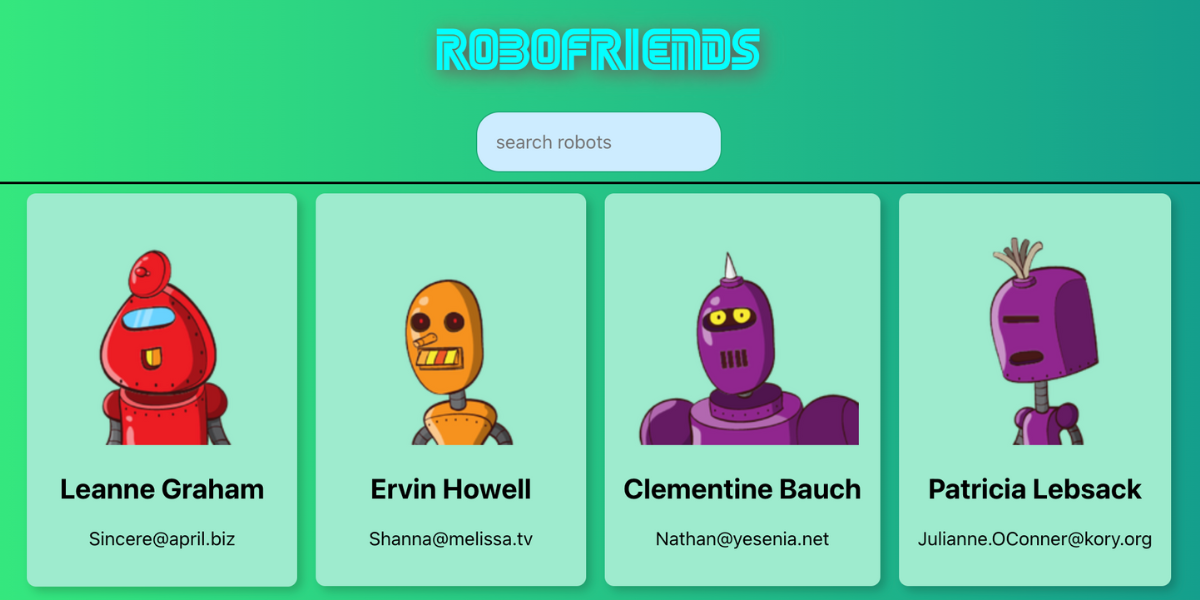 ROBOFRIENDS
search robots
Leanne Graham
Ervin Howell
Clementine Bauch
Patricia Lebsack
Sincere@april.biz
Shanna@melissa.tv
Nathan@yesenia.net
Julianne.OConner@kory.org